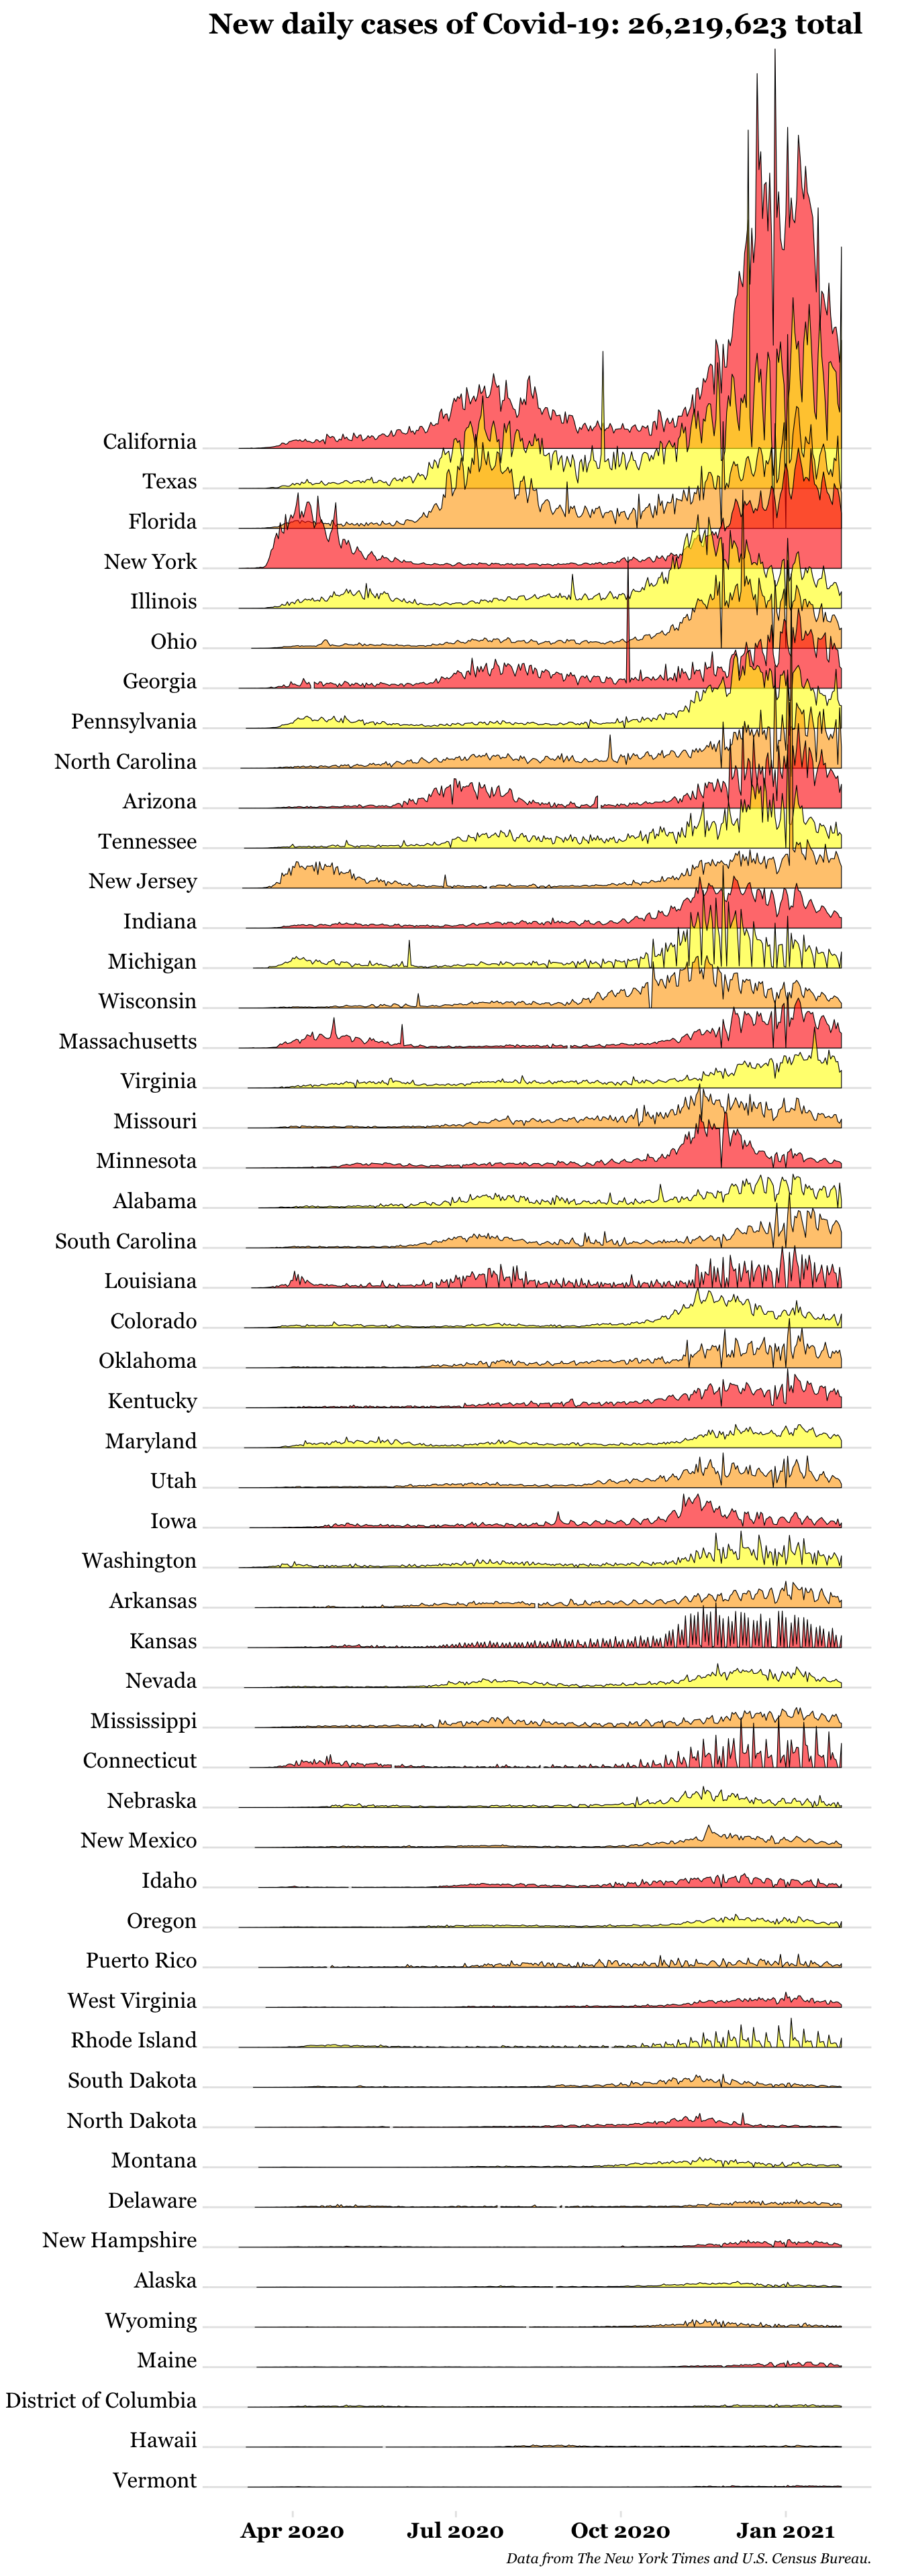 New daily cases of Covid-19: 26,219,623 total
California
Texas
Florida
New York
Illinois
Ohio
Georgia
Pennsylvania
North Carolina
Arizona
Tennessee
New Jersey
Indiana
Michigan
Wisconsin
Massachusetts
Virginia
Missouri
Minnesota
Alabama
South Carolina
Louisiana
Colorado
Oklahoma
Kentucky
Maryland
Utah
Iowa
Washington
Arkansas
Kansas
Nevada
Mississippi
Connecticut
Nebraska
New Mexico
Idaho
Oregon
Puerto Rico
West Virginia
Rhode Island
South Dakota
North Dakota
Montana
Delaware
New Hampshire
Alaska
Wyoming
Maine
District of Columbia
Hawaii
Vermont
Apr 2020 Jul 2020 Oct 2020 Jan 2021
Data from The New York Times and U.S. Census Bureau.